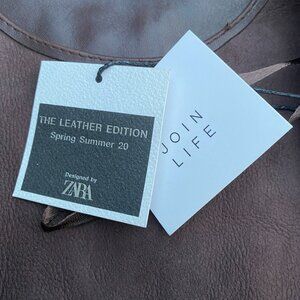 THE LEATHER EDITION
Spring Summer 20
Designed by
ZARA
JOIN
LIFE